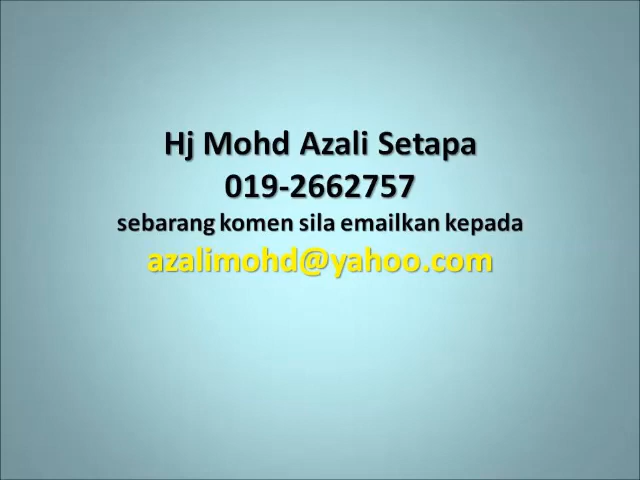 Hj Mohd Azali Setapa
019-2662757
sebarang komen sila emailkan kepada
azalimohd@yahoo.com